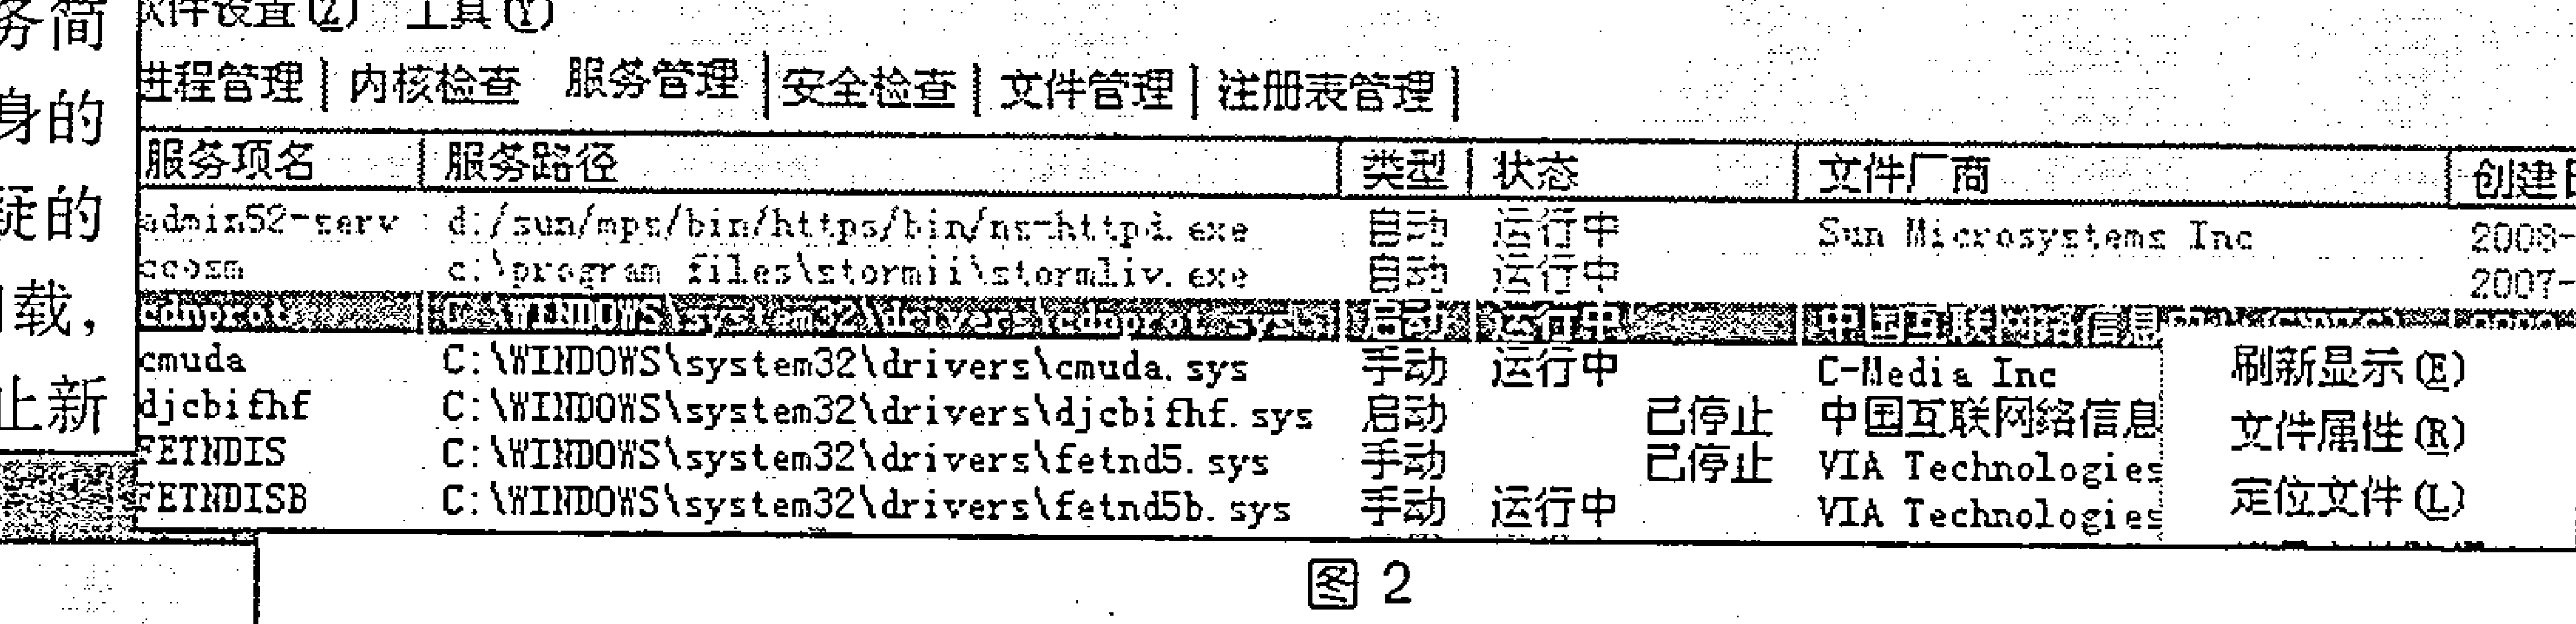 务简
身的
疑的
载，
止新
软件设置(Z) 工具(Y)
进程管理 内核检查 服务管理 安全检查 文件管理 注册表管理
服务项名 服务路径 类型 状态 文件厂商 创建日
admin52-serv d:/sun/mps/bin/https/bin/ns-httpd.exe 自动 运行中 Sun Microsystems Inc 2008-
ccosm c:\program files\stormii\stormliv.exe 自动 运行中 2007-
cdnprot C:\WINDOWS\system32\drivers\cdnprot.sys 启动 运行中 中国互联网络信息
cmuda C:\WINDOWS\system32\drivers\cmuda.sys 手动 运行中 C-Media Inc
djcbifhf C:\WINDOWS\system32\drivers\djcbifhf.sys 启动 已停止 中国互联网络信息
FETNDIS C:\WINDOWS\system32\drivers\fetnd5.sys 手动 已停止 VIA Technologies
FETNDISB C:\WINDOWS\system32\drivers\fetnd5b.sys 手动 运行中 VIA Technologies
刷新显示(E)
文件属性(R)
定位文件(L)
图 2